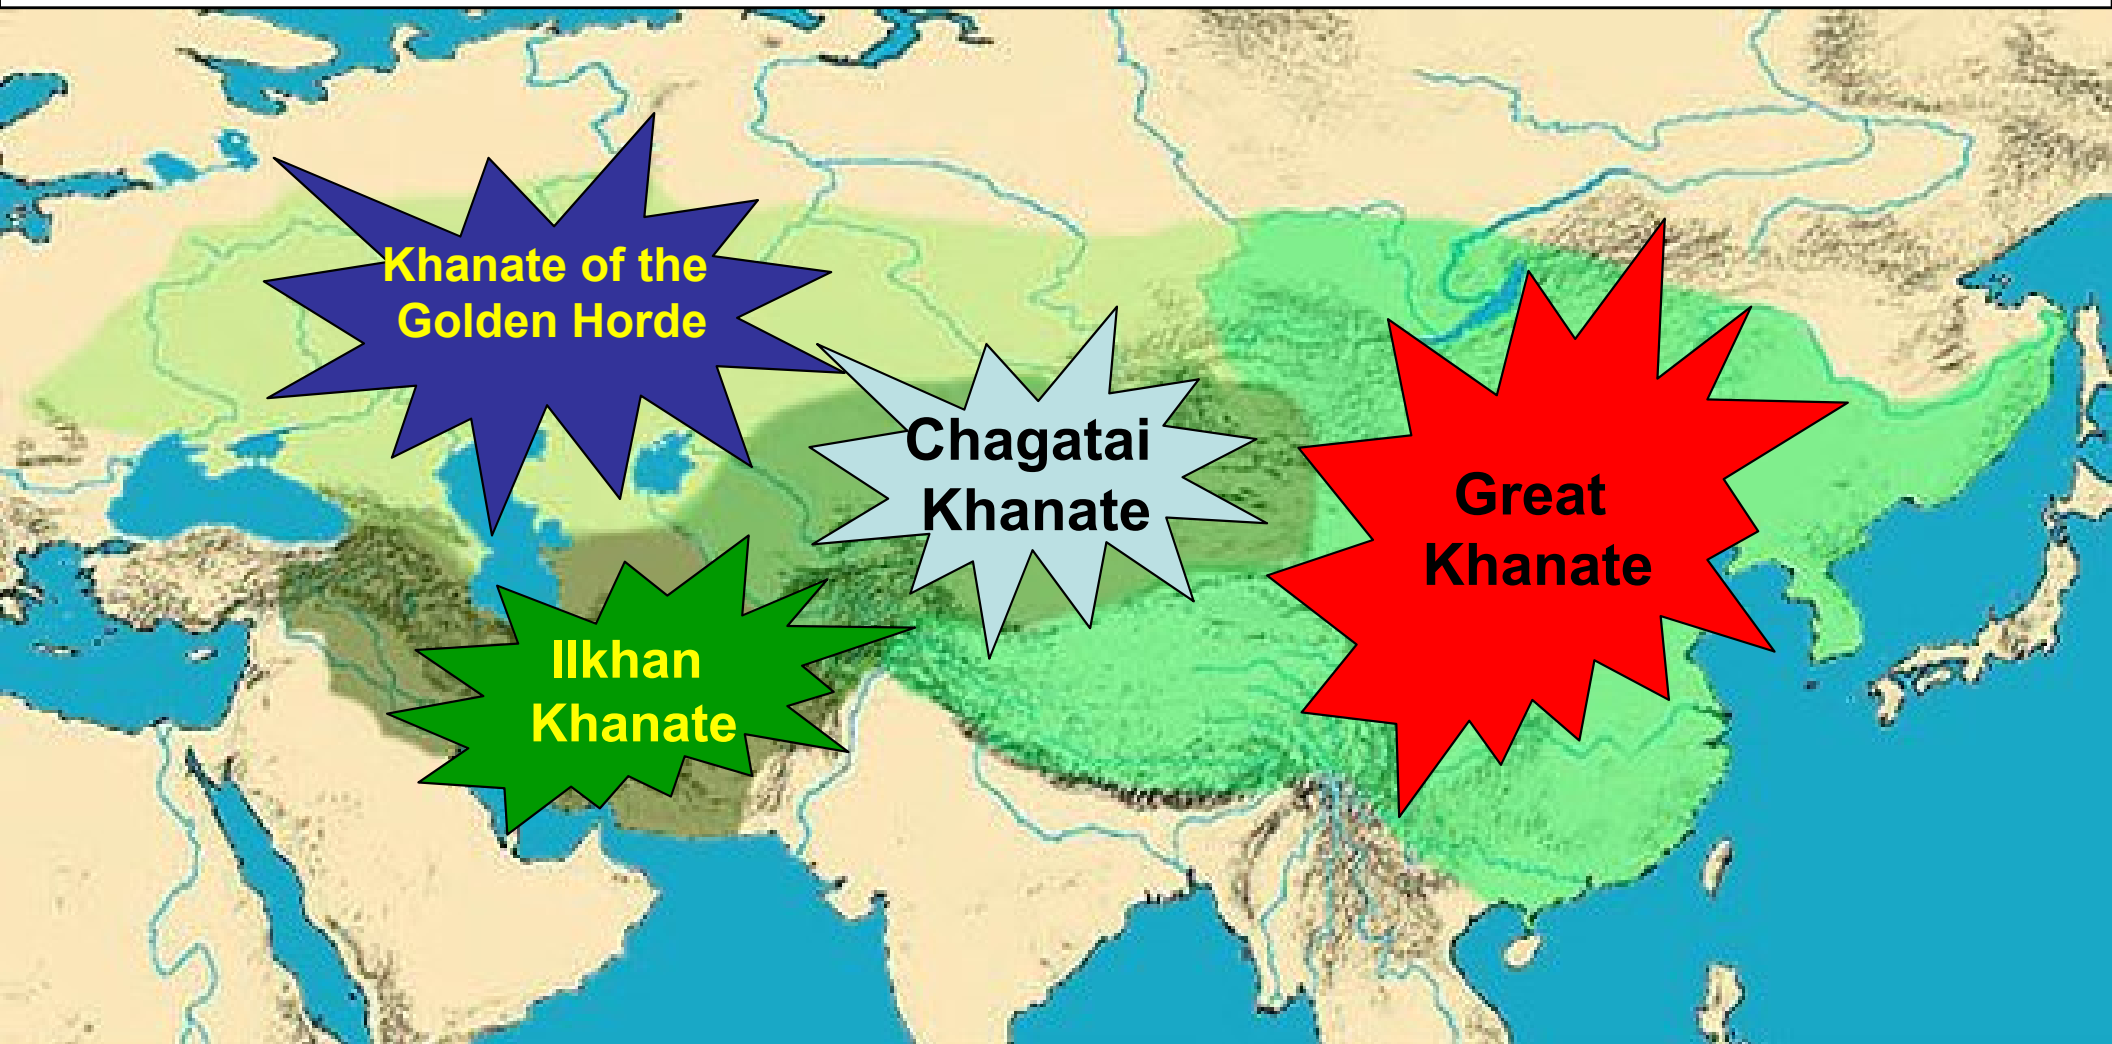 Khanate of the
Golden Horde
Chagatai
Khanate
Great
Khanate
Ilkhan
Khanate